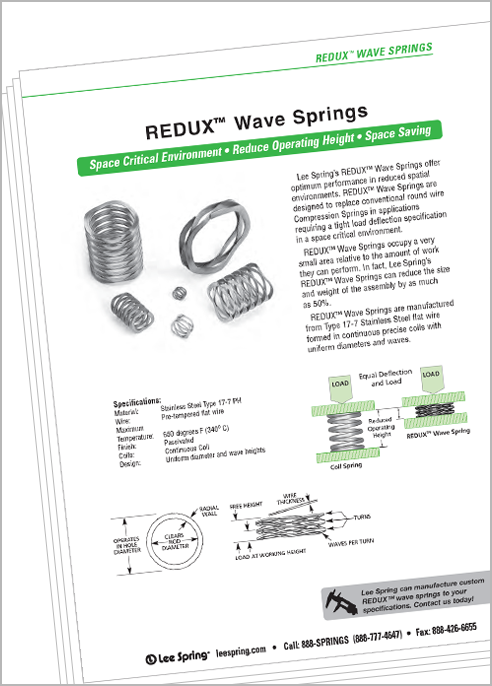 REDUX™ WAVE SPRINGS
REDUX™ Wave Springs
Space Critical Environment • Reduce Operating Height • Space Saving
Lee Spring's REDUX™ Wave Springs offer
optimum performance in reduced spatial
environments. REDUX™ Wave Springs are
designed to replace conventional round wire
Compression Springs in applications
requiring a tight load deflection specification
in a space critical environment.
REDUX™ Wave Springs occupy a very
small area relative to the amount of work
they can perform. In fact, Lee Spring's
REDUX™ Wave Springs can reduce the size
and weight of the assembly by as much
as 50%.
REDUX™ Wave Springs are manufactured
from Type 17-7 Stainless Steel flat wire
formed in continuous precise coils with
uniform diameters and waves.
Specifications:
Material: Stainless Steel Type 17-7 PH
Wire: Pre-tempered flat wire
Maximum
Temperature: 650 degrees F (340° C)
Finish: Passivated
Coils: Continuous Coil
Design: Uniform diameter and wave heights
LOAD
Equal Deflection
and Load
LOAD
Reduced
Operating
Height
Coil Spring
REDUX™ Wave Spring
OPERATES
IN HOLE
DIAMETER
CLEARS
ROD
DIAMETER
RADIAL
WALL
FREE HEIGHT
WIRE
THICKNESS
TURNS
WAVES PER TURN
LOAD AT WORKING HEIGHT
Lee Spring can manufacture custom
REDUX™ wave springs to your
specifications. Contact us today!
Lee Spring® leespring.com • Call: 888-SPRINGS (888-777-4647) • Fax: 888-426-6655